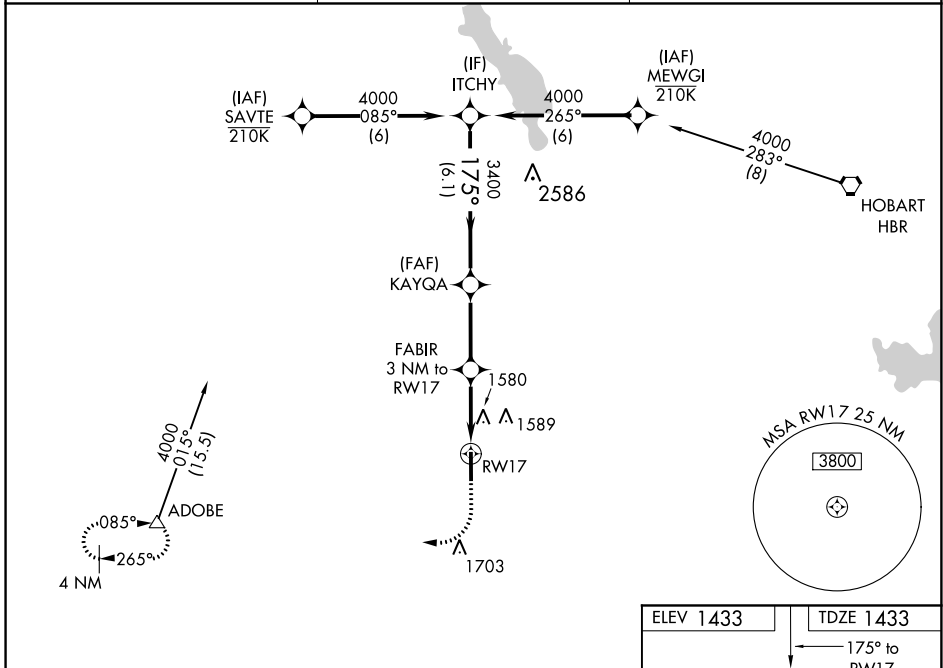 (IAF)
SAVTE
210K
4000
085°
(6)
(IF)
ITCHY
4000
265°
(6)
(IAF)
MEWGI
210K
4000
283°
(8)
HOBART
HBR
3400
175°
(6.1)
2586
(FAF)
KAYQA
FABIR
3 NM to
RW17
1580
1589
RW17
4000
015°
(15.5)
ADOBE
085°
265°
4 NM
1703
MSA RW17 25 NM
3800
ELEV 1433
TDZE 1433
175° to
RW17